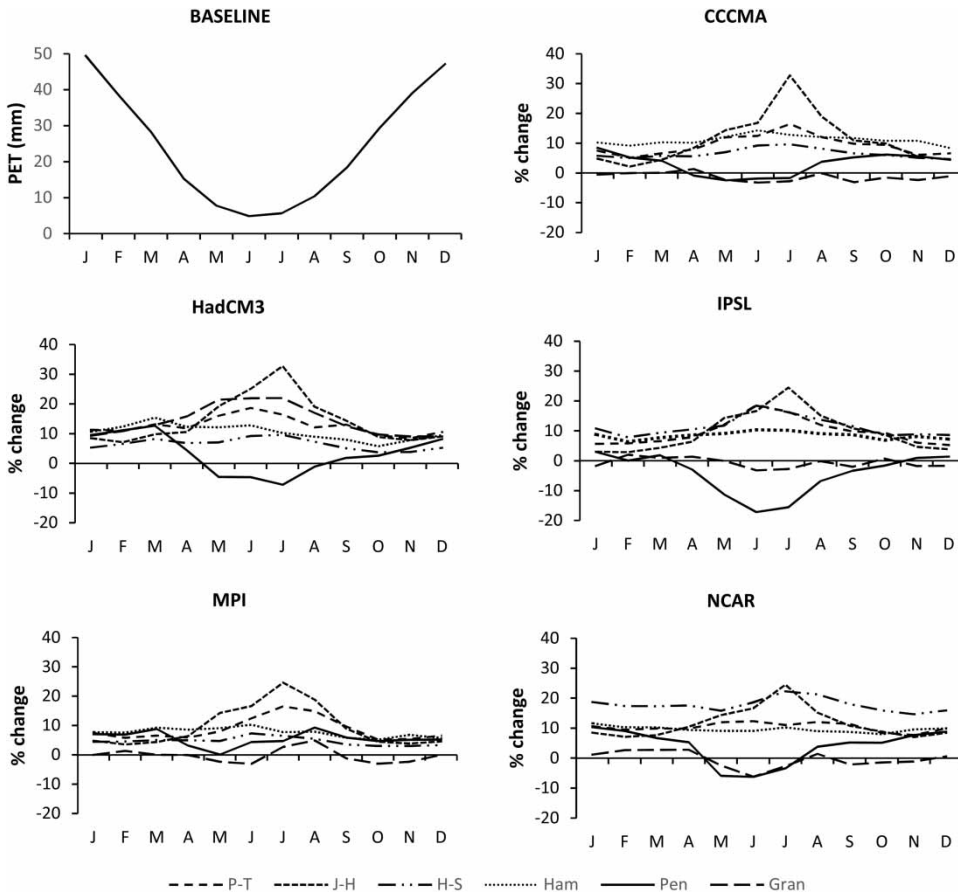 BASELINE
PET (mm)
50
40
30
20
10
0
J F M A M J J A S O N D
CCCMA
% change
40
30
20
10
0
-10
-20
J F M A M J J A S O N D
HadCM3
% change
40
30
20
10
0
-10
-20
J F M A M J J A S O N D
IPSL
% change
40
30
20
10
0
-10
-20
J F M A M J J A S O N D
MPI
% change
40
30
20
10
0
-10
-20
J F M A M J J A S O N D
NCAR
% change
40
30
20
10
0
-10
-20
J F M A M J J A S O N D
P-T J-H H-S Ham Pen Gran